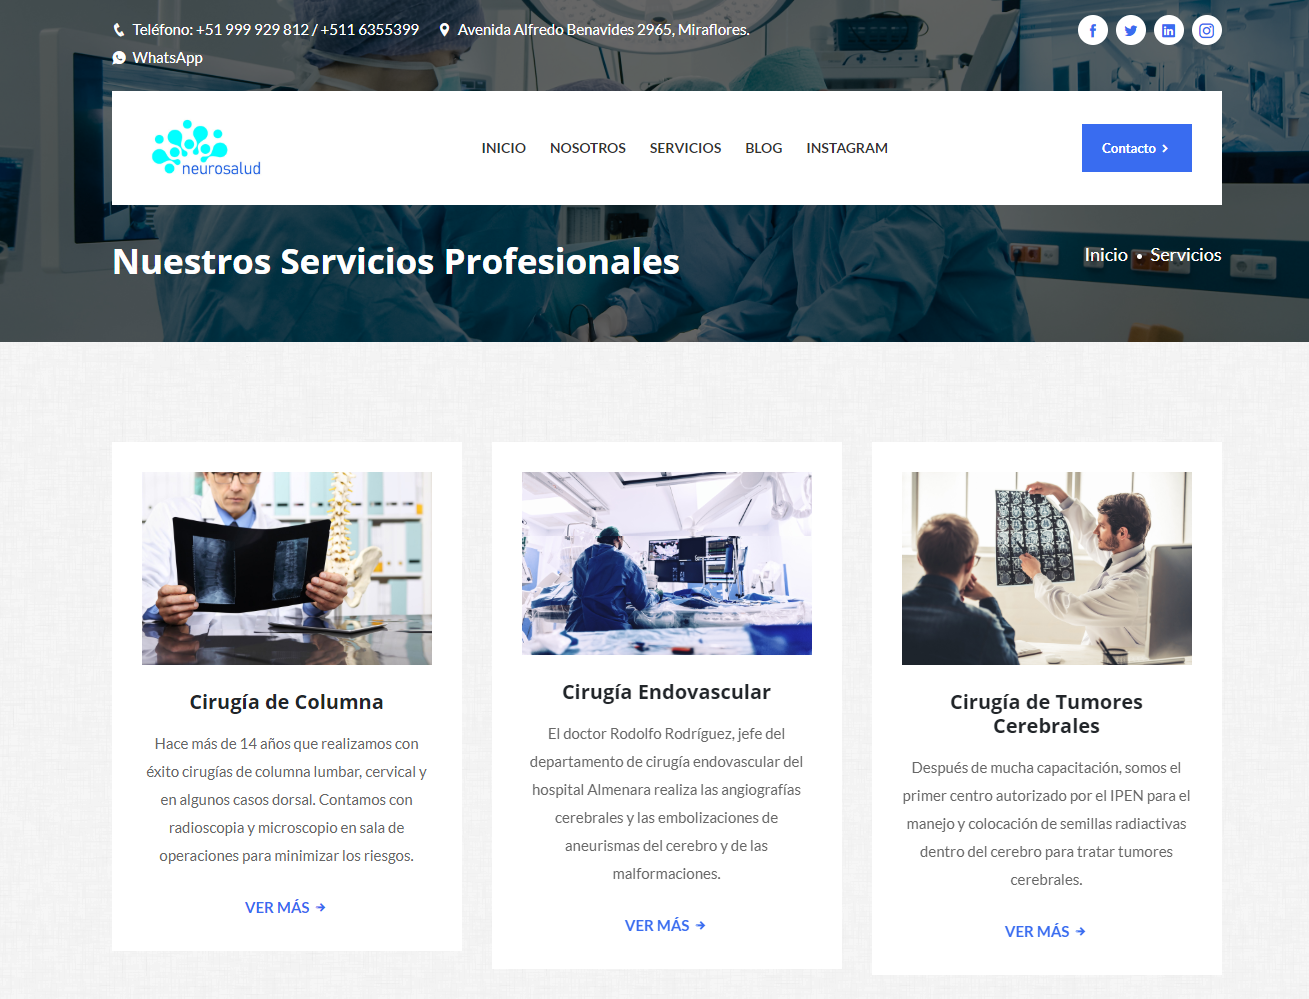 Teléfono: +51 999 929 812 / +511 6355399
Avenida Alfredo Benavides 2965, Miraflores.
WhatsApp
neurosalud
INICIO
NOSOTROS
SERVICIOS
BLOG
INSTAGRAM
Contacto
Nuestros Servicios Profesionales
Inicio • Servicios
Cirugía de Columna
Hace más de 14 años que realizamos con
éxito cirugías de columna lumbar, cervical y
en algunos casos dorsal. Contamos con
radioscopia y microscopio en sala de
operaciones para minimizar los riesgos.
VER MÁS
Cirugía Endovascular
El doctor Rodolfo Rodríguez, jefe del
departamento de cirugía endovascular del
hospital Almenara realiza las angiografías
cerebrales y las embolizaciones de
aneurismas del cerebro y de las
malformaciones.
VER MÁS
Cirugía de Tumores
Cerebrales
Después de mucha capacitación, somos el
primer centro autorizado por el IPEN para el
manejo y colocación de semillas radiactivas
dentro del cerebro para tratar tumores
cerebrales.
VER MÁS